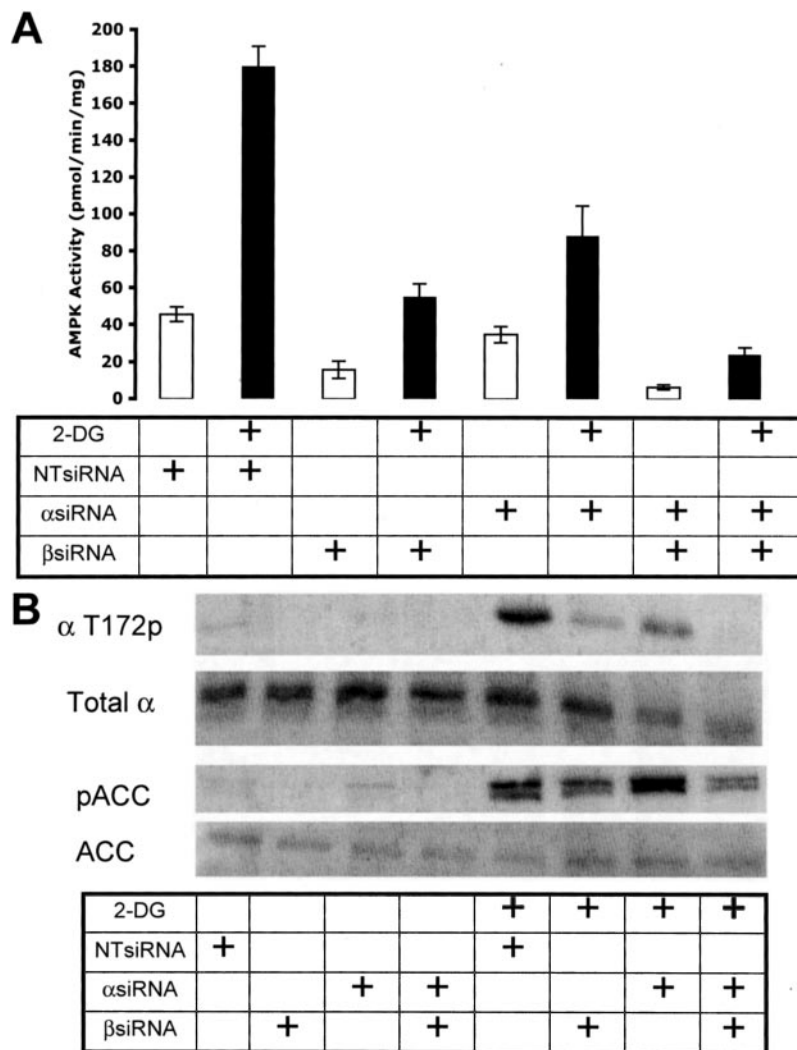 A
AMPK Activity (pmol/min/mg)
200
180
160
140
120
100
80
60
40
20
0
2-DG + + + +
NTsiRNA + +
αsiRNA + + + +
βsiRNA + + + +
B
α T172p
Total α
pACC
ACC
2-DG + + + +
NTsiRNA + +
αsiRNA + + + +
βsiRNA + + + +